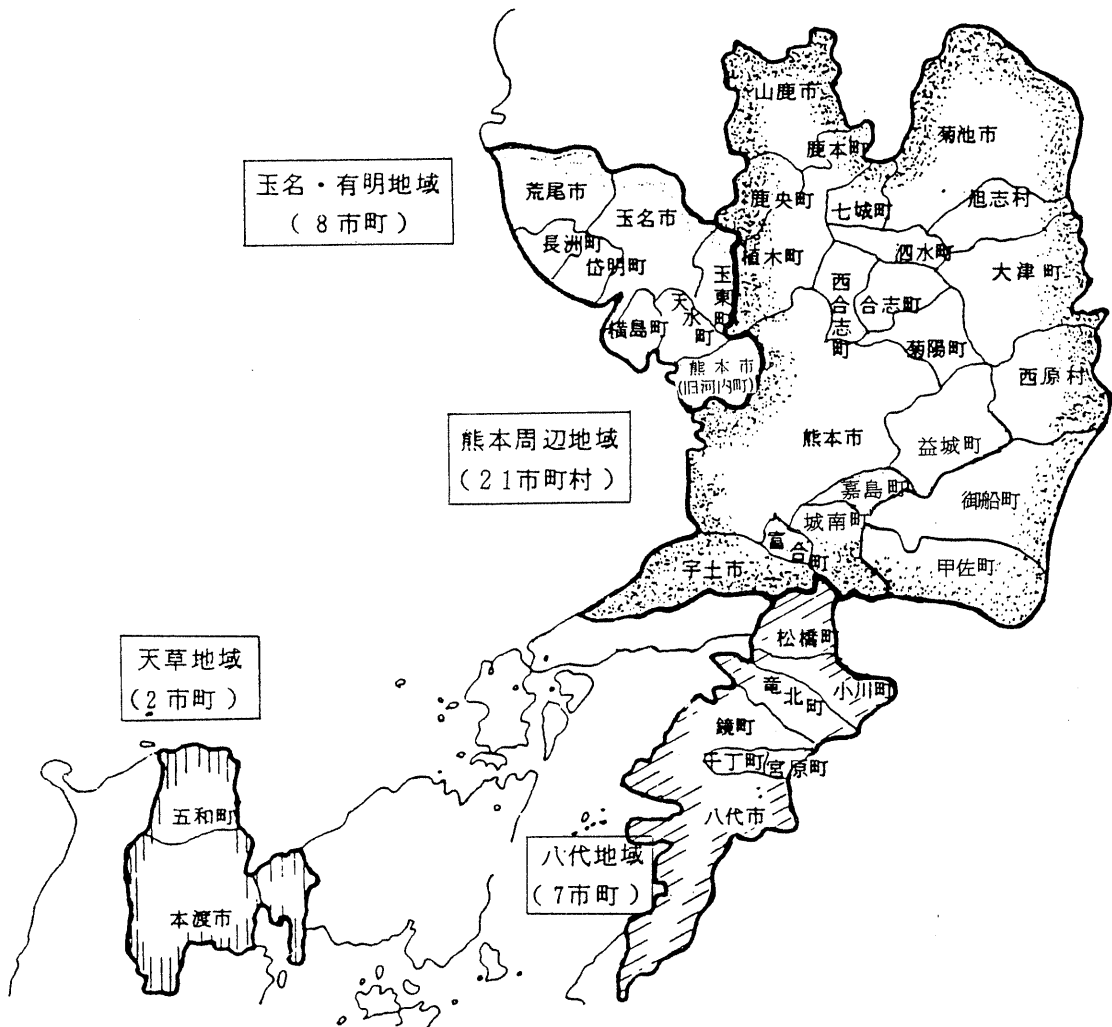 山鹿市
菊池市
鹿本町
玉名・有明地域
(8市町)
荒尾市
玉名市
鹿央町
七城町
旭志村
長洲町
岱明町
玉東町
植木町
泗水町
大津町
西合志町
合志町
横島町
天水町
菊陽町
熊本市
(旧河内町)
西原村
熊本周辺地域
(21市町村)
熊本市
益城町
嘉島町
御船町
城南町
富合町
宇土市
甲佐町
天草地域
(2市町)
松橋町
竜北町
小川町
鏡町
千丁町
宮原町
五和町
八代市
八代地域
(7市町)
本渡市